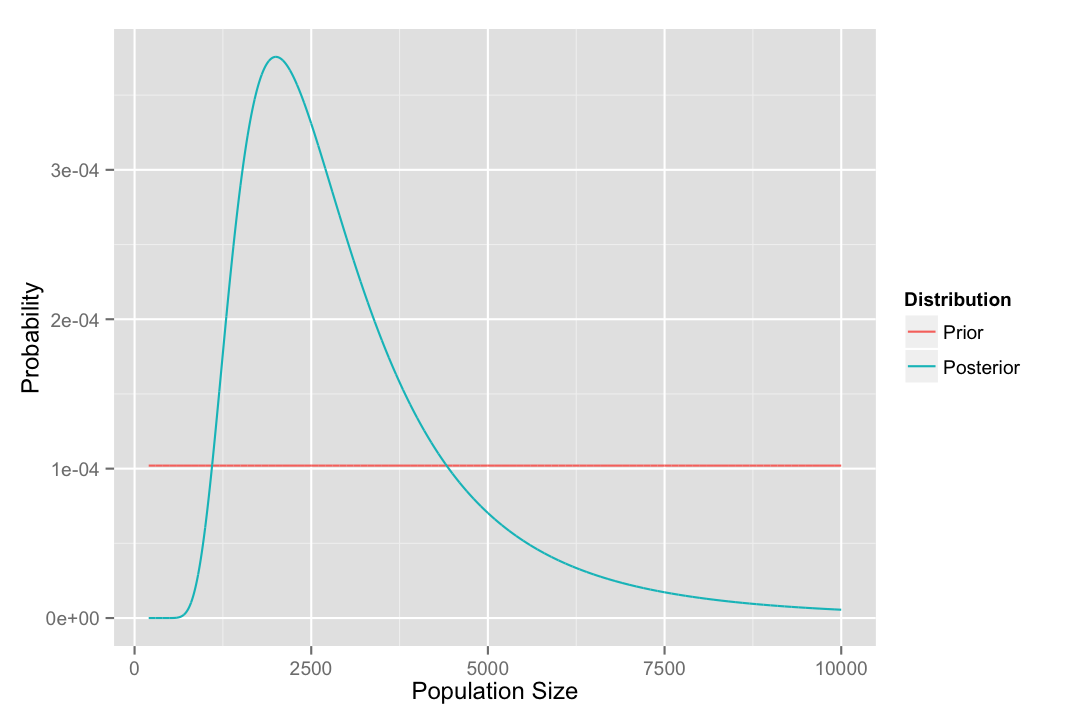 3e-04
2e-04
1e-04
0e+00
Probability
0
2500
5000
7500
10000
Population Size
Distribution
Prior
Posterior